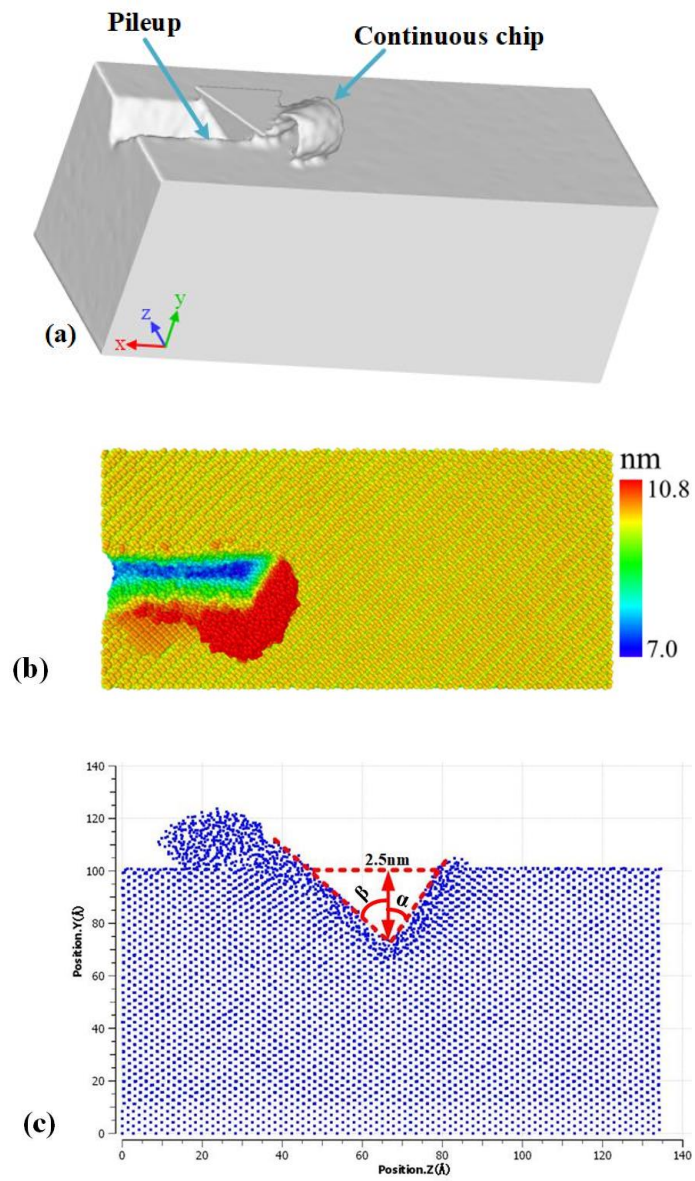 Pileup
Continuous chip
y
z
x
(a)
nm
10.8
7.0
(b)
140
120
100
80
60
40
20
0
Position.Y(Å)
2.5nm
β
α
0
20
40
60
80
100
120
140
Position.Z(Å)
(c)